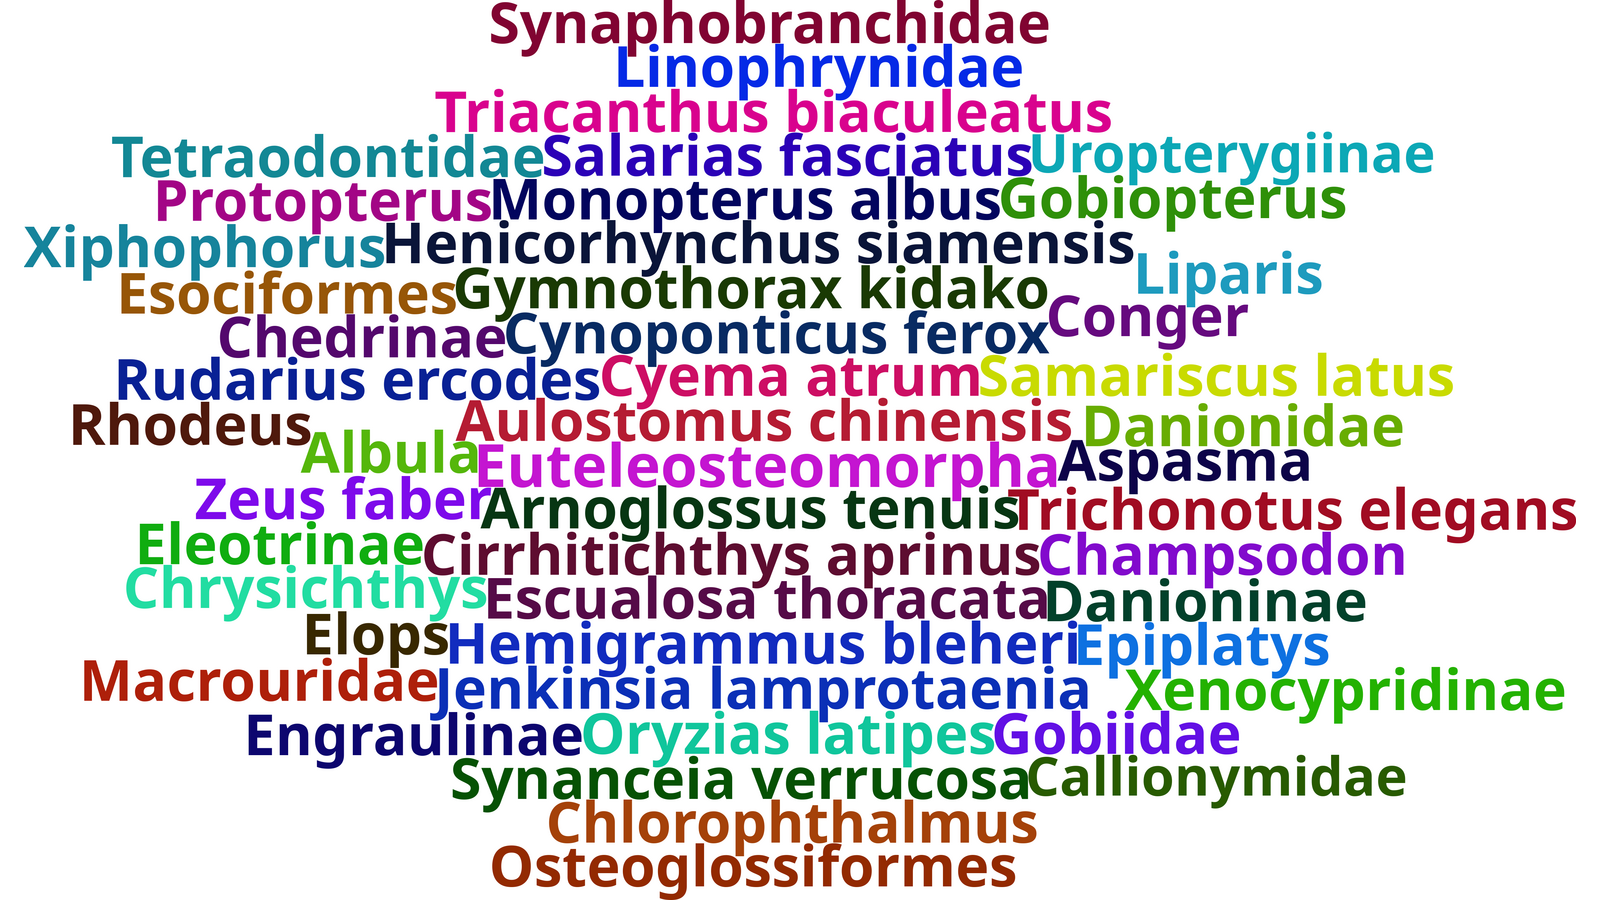 Synaphobranchidae
Linophrynidae
Triacanthus biaculeatus
Tetraodontidae Salarias fasciatus Uropterygiinae
Protopterus Monopterus albus Gobiopterus
Xiphophorus Henicorhynchus siamensis Liparis
Esociformes Gymnothorax kidako Conger
Chedrinae Cynoponticus ferox
Rudarius ercodes Cyema atrum Samariscus latus
Rhodeus Aulostomus chinensis Danionidae
Albula Euteleosteomorpha Aspasma
Zeus faber Arnoglossus tenuis Trichonotus elegans
Eleotrinae Cirrhitichthys aprinus Champsodon
Chrysichthys Escualosa thoracata Danioninae
Elops Hemigrammus bleheri Epiplatys
Macrouridae Jenkinsia lamprotaenia Xenocypridinae
Engraulinae Oryzias latipes Gobiidae
Synanceia verrucosa Callionymidae
Chlorophthalmus
Osteoglossiformes